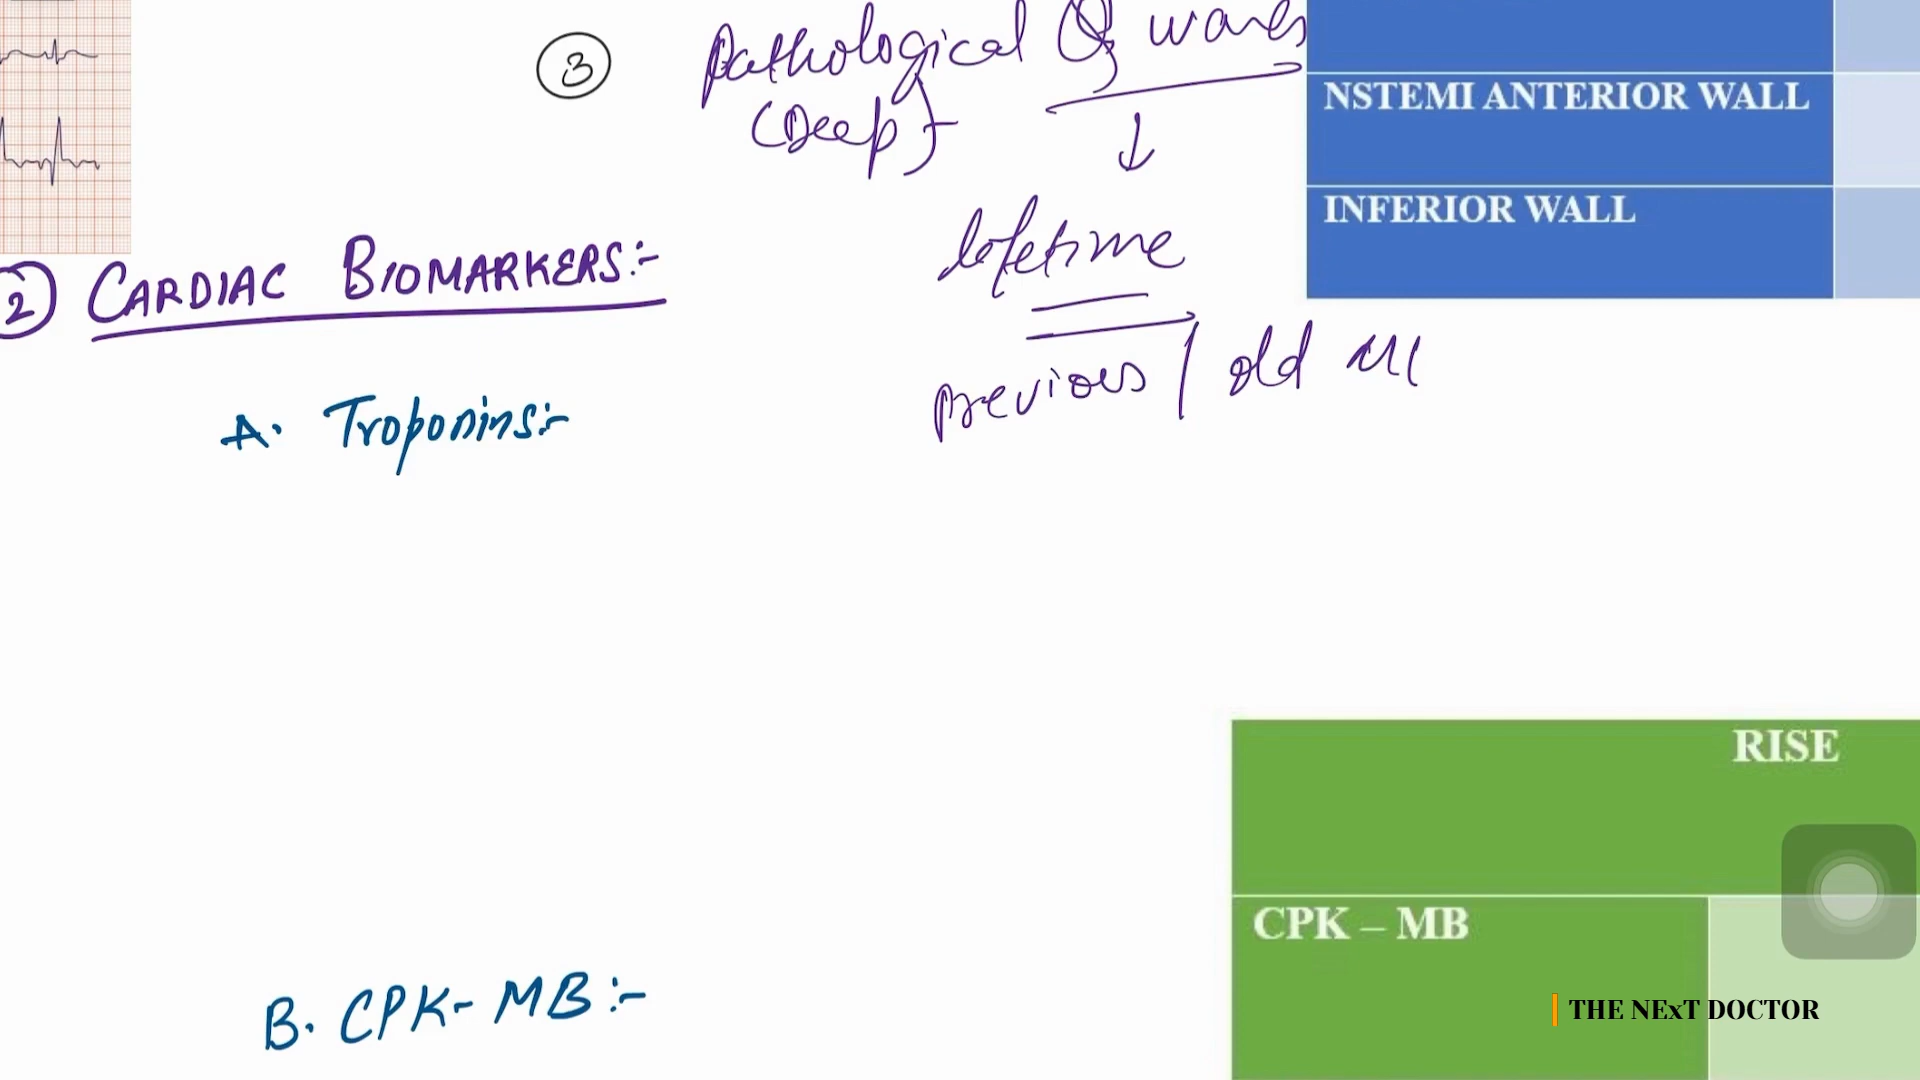 3 Pathological Q waves
(Deep)
↓
NSTEMI ANTERIOR WALL
INFERIOR WALL
lifetime
2 CARDIAC BIOMARKERS:-
previous / old MI
A. Troponins:-
RISE
CPK – MB
B. CPK- MB:-
THE NExT DOCTOR